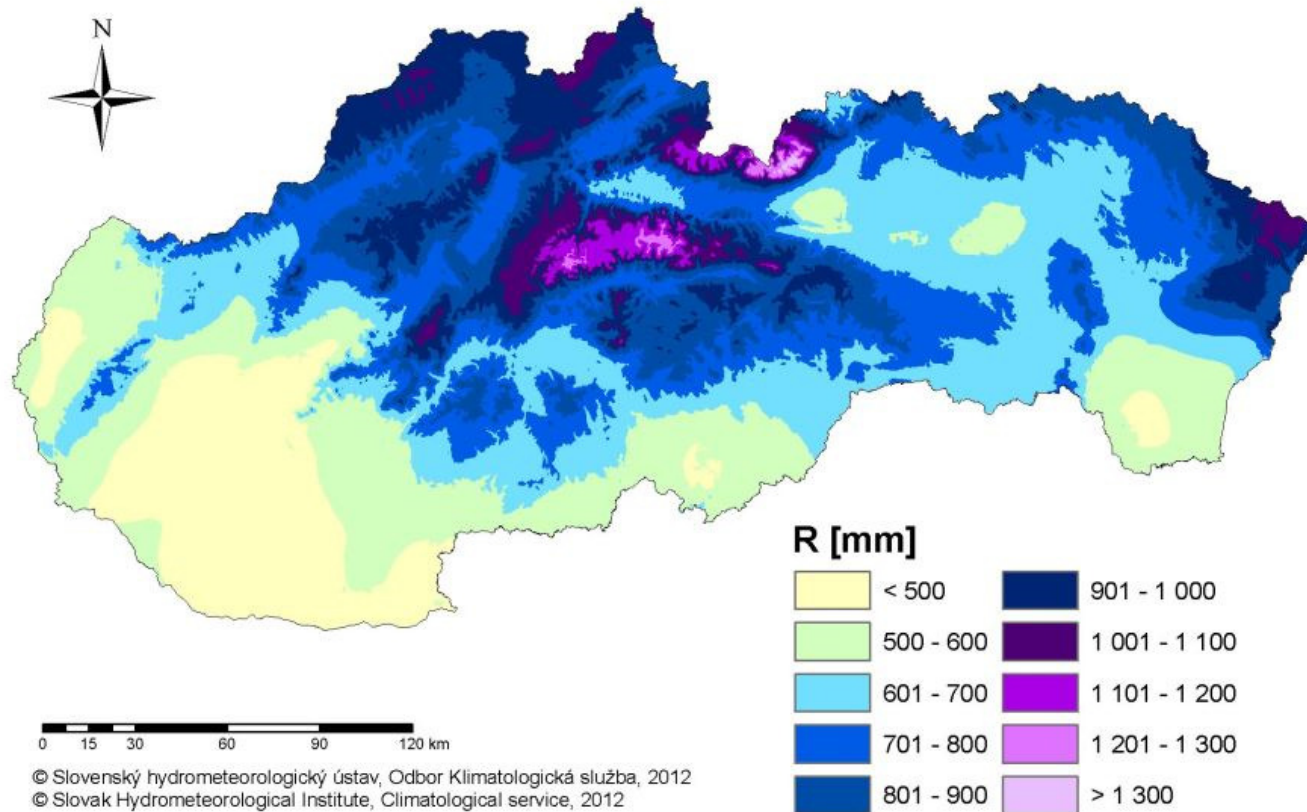 N
R [mm]
< 500
500 - 600
601 - 700
701 - 800
801 - 900
901 - 1 000
1 001 - 1 100
1 101 - 1 200
1 201 - 1 300
> 1 300
0 15 30 60 90 120 km
© Slovenský hydrometeorologický ústav, Odbor Klimatologická služba, 2012
© Slovak Hydrometeorological Institute, Climatological service, 2012